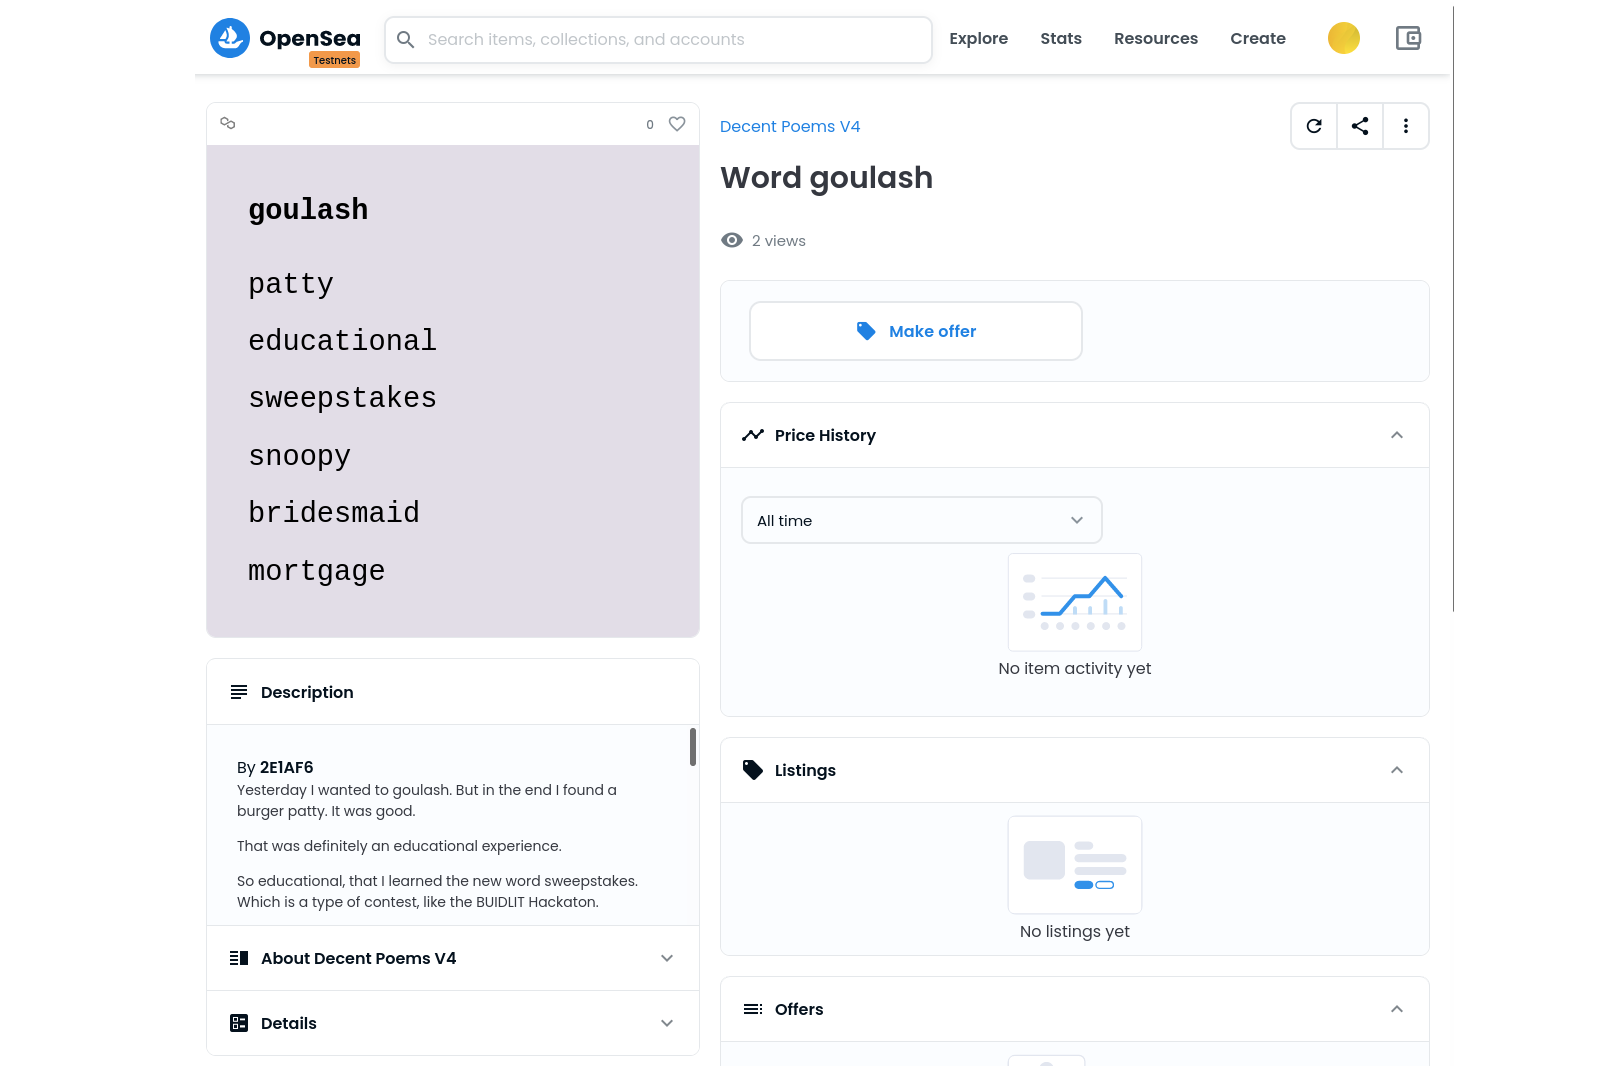 OpenSea
Testnets
Search items, collections, and accounts
Explore
Stats
Resources
Create
0
goulash
patty
educational
sweepstakes
snoopy
bridesmaid
mortgage
Description
By 2E1AF6
Yesterday I wanted to goulash. But in the end I found a
burger patty. It was good.
That was definitely an educational experience.
So educational, that I learned the new word sweepstakes.
Which is a type of contest, like the BUIDLIT Hackaton.
About Decent Poems V4
Details
Decent Poems V4
Word goulash
2 views
Make offer
Price History
All time
No item activity yet
Listings
No listings yet
Offers